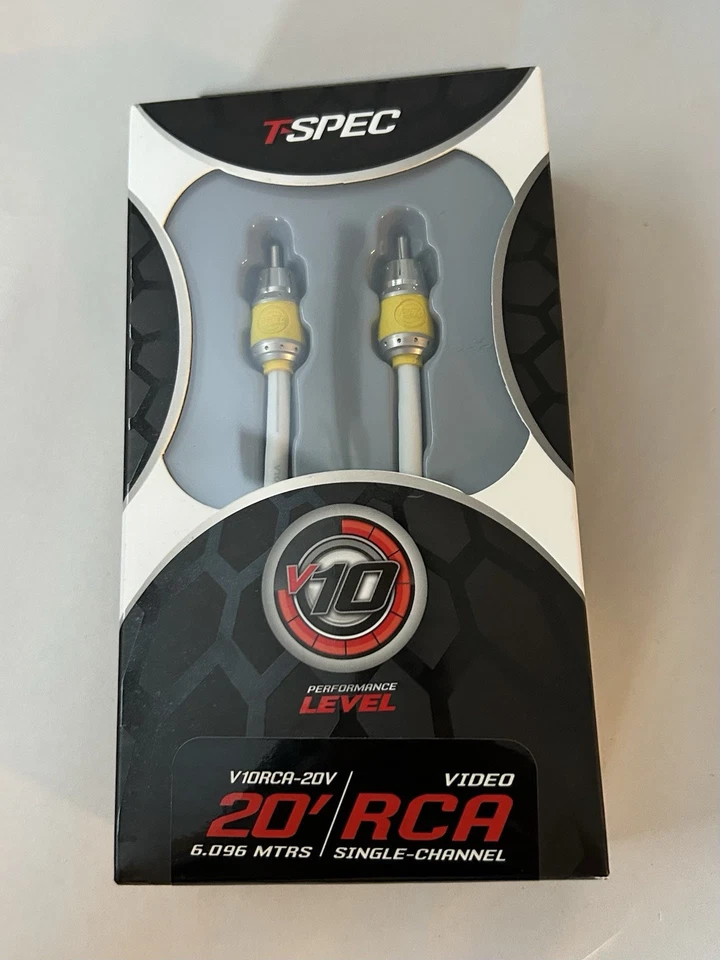 T-SPEC
V10
PERFORMANCE
LEVEL
V10RCA-20V
20'
6.096 MTRS
VIDEO
RCA
SINGLE-CHANNEL